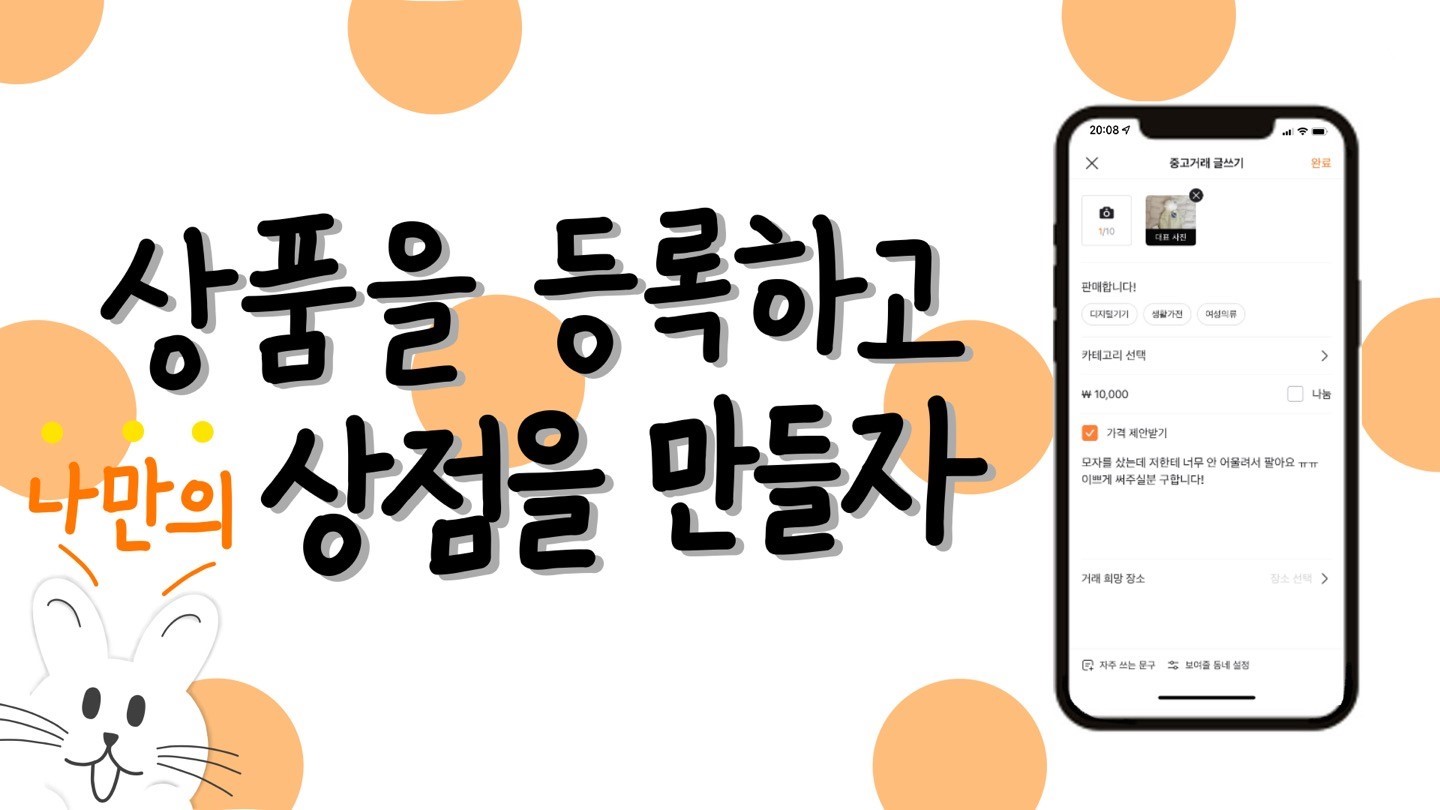 상품을 등록하고
나만의 상점을 만들자
20:08
중고거래 글쓰기 완료
1/10
대표 사진
판매합니다!
디지털기기 생활가전 여성의류
카테고리 선택
₩ 10,000 나눔
가격 제안받기
모자를 샀는데 저한테 너무 안 어울려서 팔아요 ㅠㅠ
이쁘게 써주실분 구합니다!
거래 희망 장소 장소 선택
자주 쓰는 문구 보여줄 동네 설정